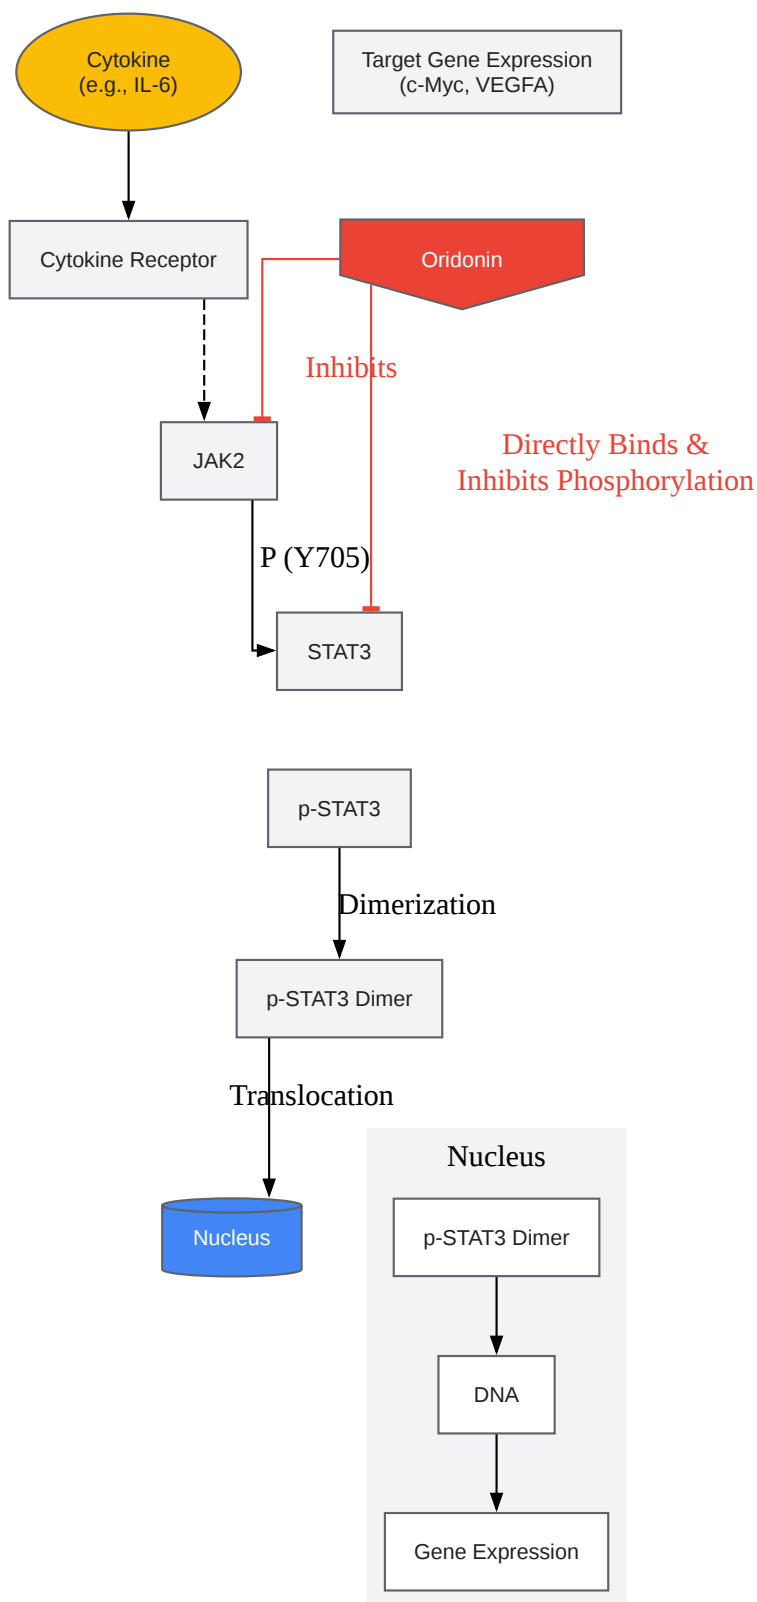 Cytokine
(e.g., IL-6)
Target Gene Expression
(c-Myc, VEGFA)
Cytokine Receptor
Oridonin
Inhibits
Directly Binds &
Inhibits Phosphorylation
JAK2
P (Y705)
STAT3
p-STAT3
Dimerization
p-STAT3 Dimer
Translocation
Nucleus
Nucleus
p-STAT3 Dimer
DNA
Gene Expression